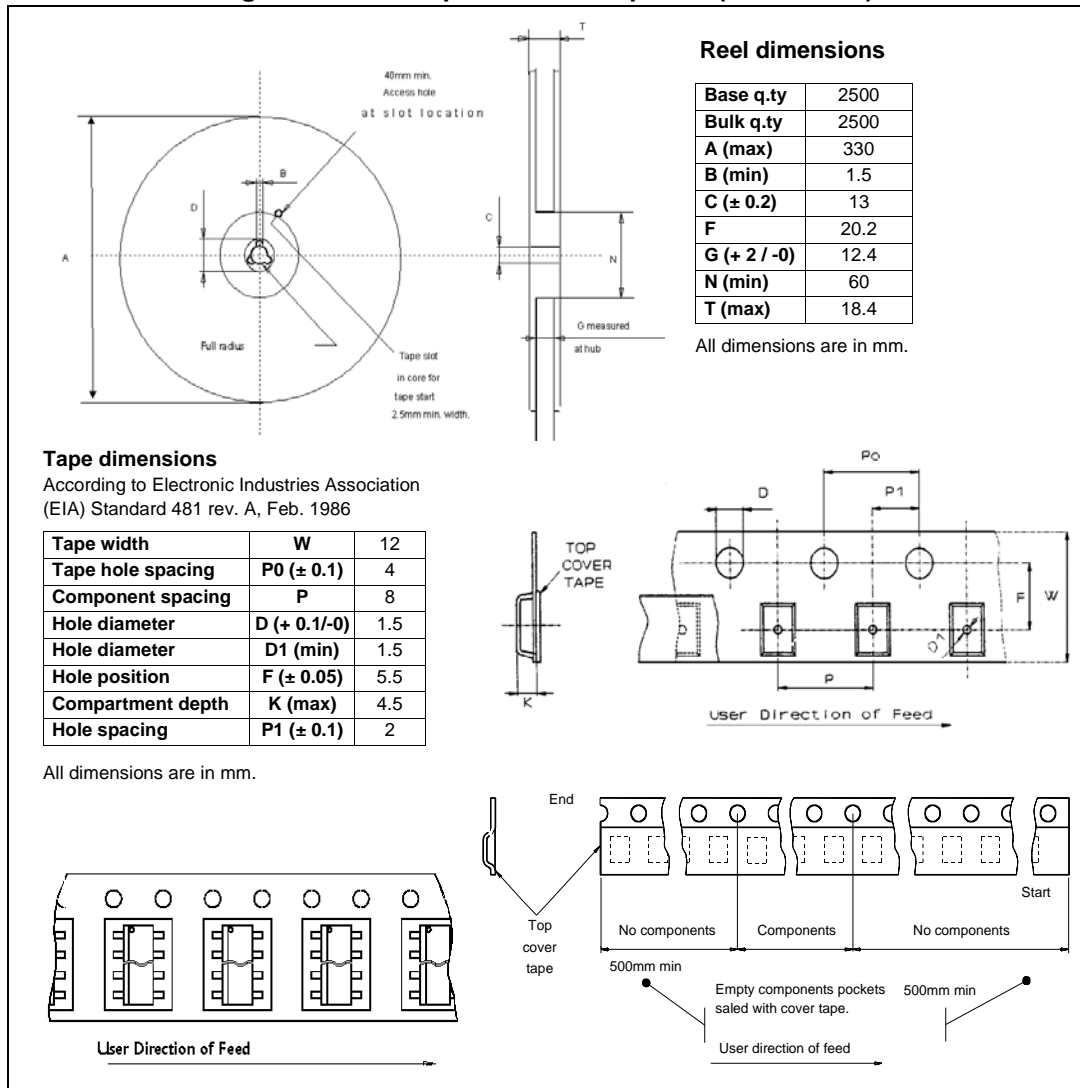 T
40mm min.
Access hole
at slot location
B
D
C
A
N
Full radius
Tape slot
in core for
tape start
2.5mm min. width.
G measured
at hub
Reel dimensions
Base q.ty 2500
Bulk q.ty 2500
A (max) 330
B (min) 1.5
C (± 0.2) 13
F 20.2
G (+ 2 / -0) 12.4
N (min) 60
T (max) 18.4
All dimensions are in mm.
Tape dimensions
According to Electronic Industries Association
(EIA) Standard 481 rev. A, Feb. 1986
Tape width W 12
Tape hole spacing P0 (± 0.1) 4
Component spacing P 8
Hole diameter D (+ 0.1/-0) 1.5
Hole diameter D1 (min) 1.5
Hole position F (± 0.05) 5.5
Compartment depth K (max) 4.5
Hole spacing P1 (± 0.1) 2
All dimensions are in mm.
Po
D
P1
TOP
COVER
TAPE
F
W
D1
P
K
User Direction of Feed
End
Start
Top
cover
tape
No components
Components
No components
500mm min
Empty components pockets
saled with cover tape.
500mm min
User direction of feed
User Direction of Feed